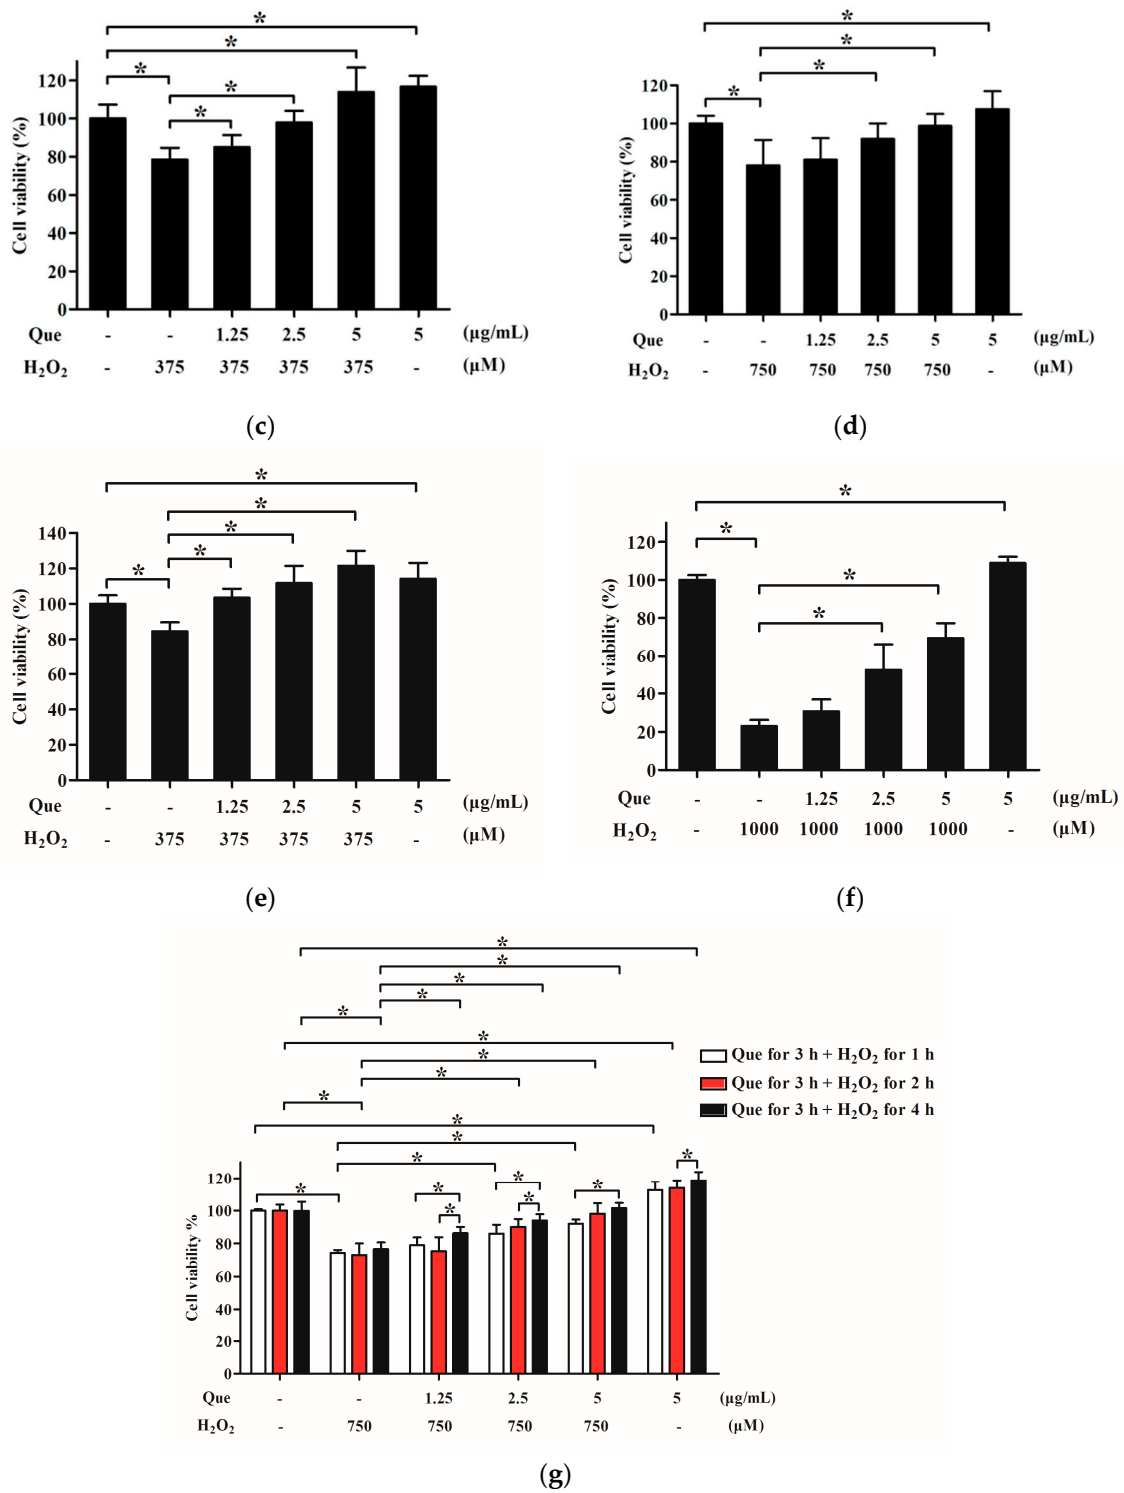 * * * * *
Cell viability (%)
120
100
80
60
40
20
0
Que - - 1.25 2.5 5 5 (µg/mL)
H₂O₂ - 375 375 375 375 - (µM)
(c)
* * * * *
Cell viability (%)
120
100
80
60
40
20
0
Que - - 1.25 2.5 5 5 (µg/mL)
H₂O₂ - 750 750 750 750 - (µM)
(d)
* * * * *
Cell viability (%)
140
120
100
80
60
40
20
0
Que - - 1.25 2.5 5 5 (µg/mL)
H₂O₂ - 375 375 375 375 - (µM)
(e)
* * * *
Cell viability (%)
120
100
80
60
40
20
0
Que - - 1.25 2.5 5 5 (µg/mL)
H₂O₂ - 1000 1000 1000 1000 - (µM)
(f)
* * * * * * * * * * * * * * * * * * *
Que for 3 h + H₂O₂ for 1 h
Que for 3 h + H₂O₂ for 2 h
Que for 3 h + H₂O₂ for 4 h
Cell viability %
120
100
80
60
40
20
0
Que - - 1.25 2.5 5 5 (µg/mL)
H₂O₂ - 750 750 750 750 - (µM)
(g)